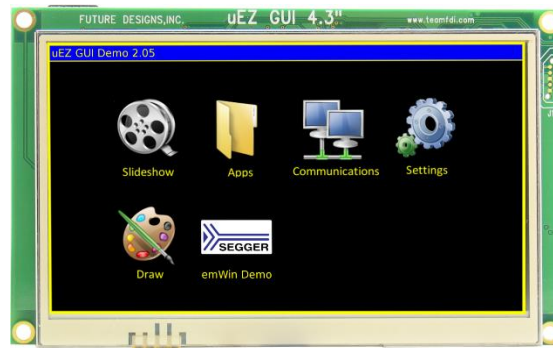 FUTURE DESIGNS,INC. uEZ GUI 4.3" www.teamfdi.com
uEZ GUI Demo 2.05
Slideshow Apps Communications Settings
SEGGER
Draw emWin Demo